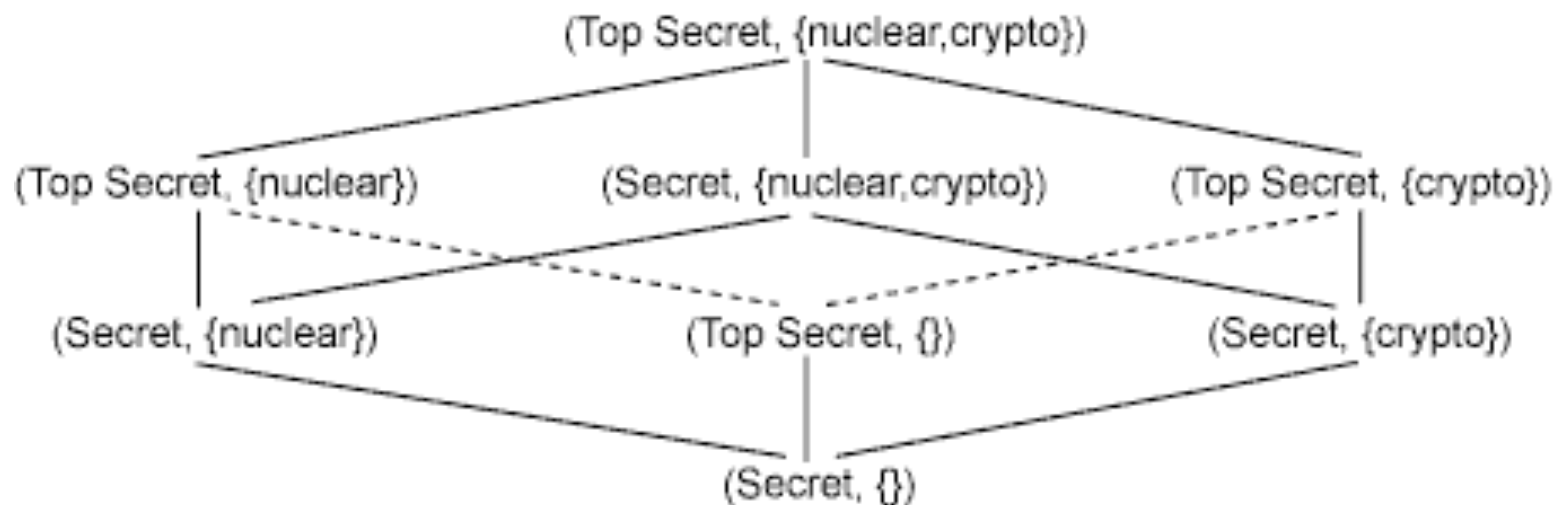 (Top Secret, {nuclear,crypto})
(Top Secret, {nuclear}) (Secret, {nuclear,crypto}) (Top Secret, {crypto})
(Secret, {nuclear}) (Top Secret, {}) (Secret, {crypto})
(Secret, {})